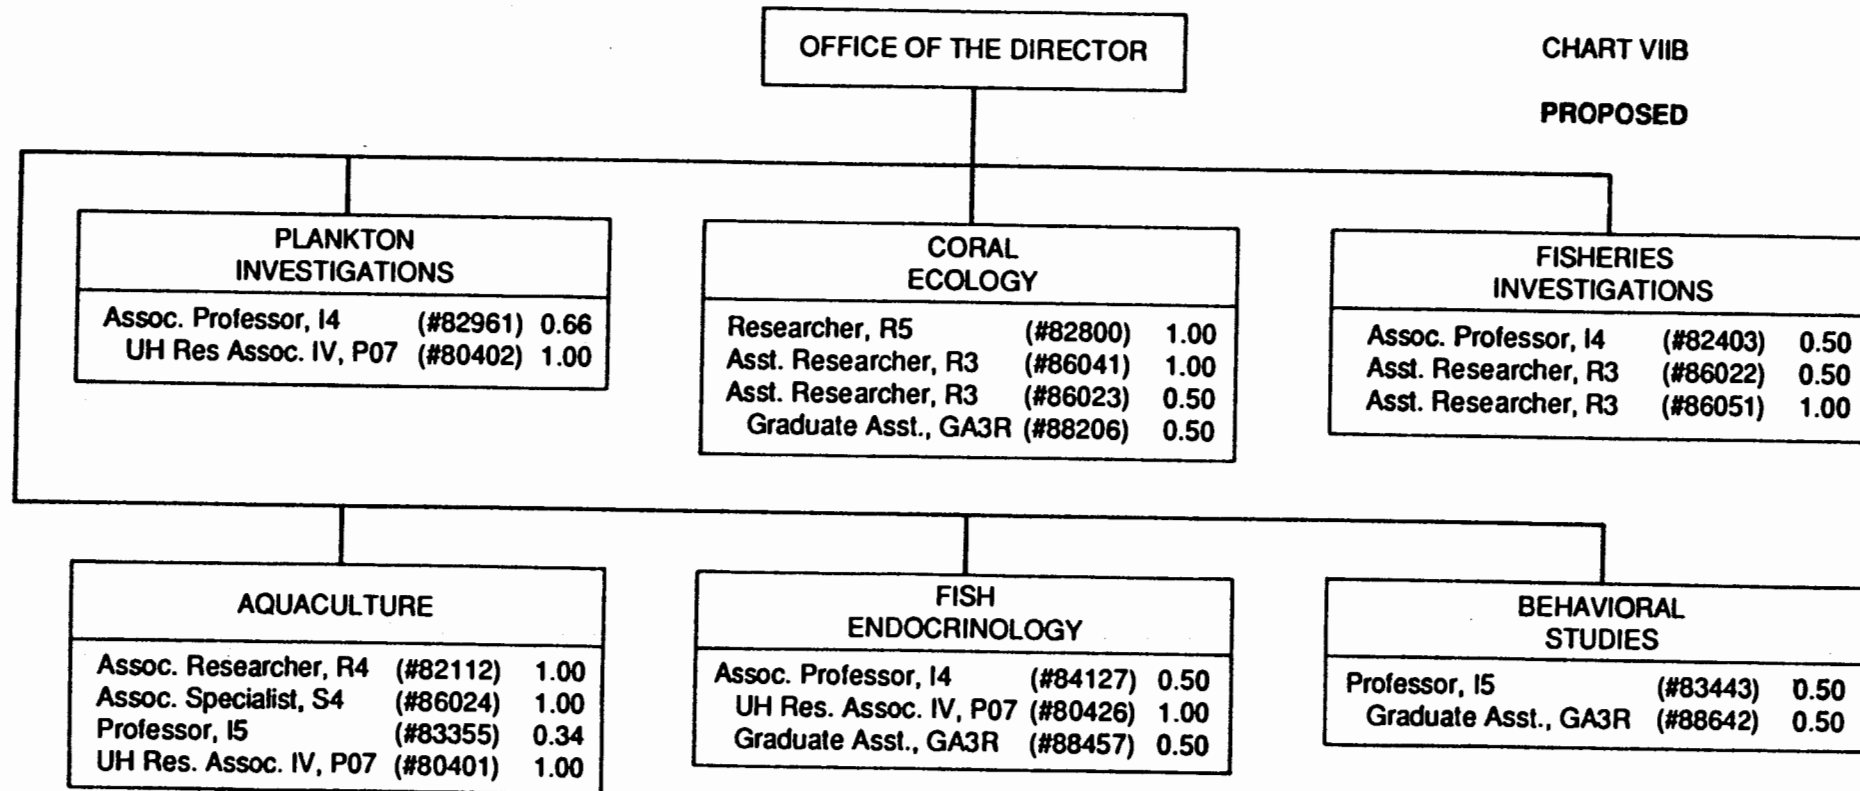 OFFICE OF THE DIRECTOR
CHART VIIB
PROPOSED
PLANKTON
INVESTIGATIONS
Assoc. Professor, I4 (#82961) 0.66
UH Res Assoc. IV, P07 (#80402) 1.00
CORAL
ECOLOGY
Researcher, R5 (#82800) 1.00
Asst. Researcher, R3 (#86041) 1.00
Asst. Researcher, R3 (#86023) 0.50
Graduate Asst., GA3R (#88206) 0.50
FISHERIES
INVESTIGATIONS
Assoc. Professor, I4 (#82403) 0.50
Asst. Researcher, R3 (#86022) 0.50
Asst. Researcher, R3 (#86051) 1.00
AQUACULTURE
Assoc. Researcher, R4 (#82112) 1.00
Assoc. Specialist, S4 (#86024) 1.00
Professor, I5 (#83355) 0.34
UH Res. Assoc. IV, P07 (#80401) 1.00
FISH
ENDOCRINOLOGY
Assoc. Professor, I4 (#84127) 0.50
UH Res. Assoc. IV, P07 (#80426) 1.00
Graduate Asst., GA3R (#88457) 0.50
BEHAVIORAL
STUDIES
Professor, I5 (#83443) 0.50
Graduate Asst., GA3R (#88642) 0.50